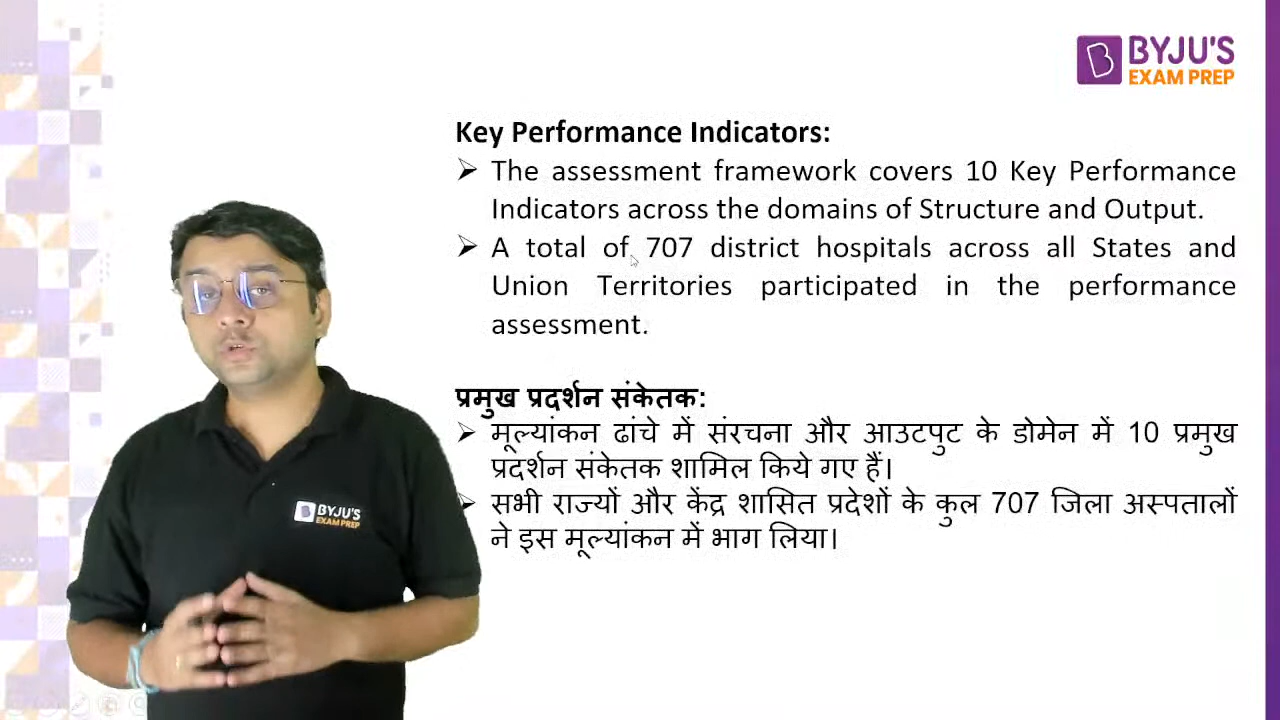 BYJU'S
EXAM PREP
Key Performance Indicators:
➢ The assessment framework covers 10 Key Performance
Indicators across the domains of Structure and Output.
➢ A total of 707 district hospitals across all States and
Union Territories participated in the performance
assessment.
प्रमुख प्रदर्शन संकेतक:
➢ मूल्यांकन ढांचे में संरचना और आउटपुट के डोमेन में 10 प्रमुख
प्रदर्शन संकेतक शामिल किये गए हैं।
➢ सभी राज्यों और केंद्र शासित प्रदेशों के कुल 707 जिला अस्पतालों
ने इस मूल्यांकन में भाग लिया।
BYJU'S
EXAM PREP